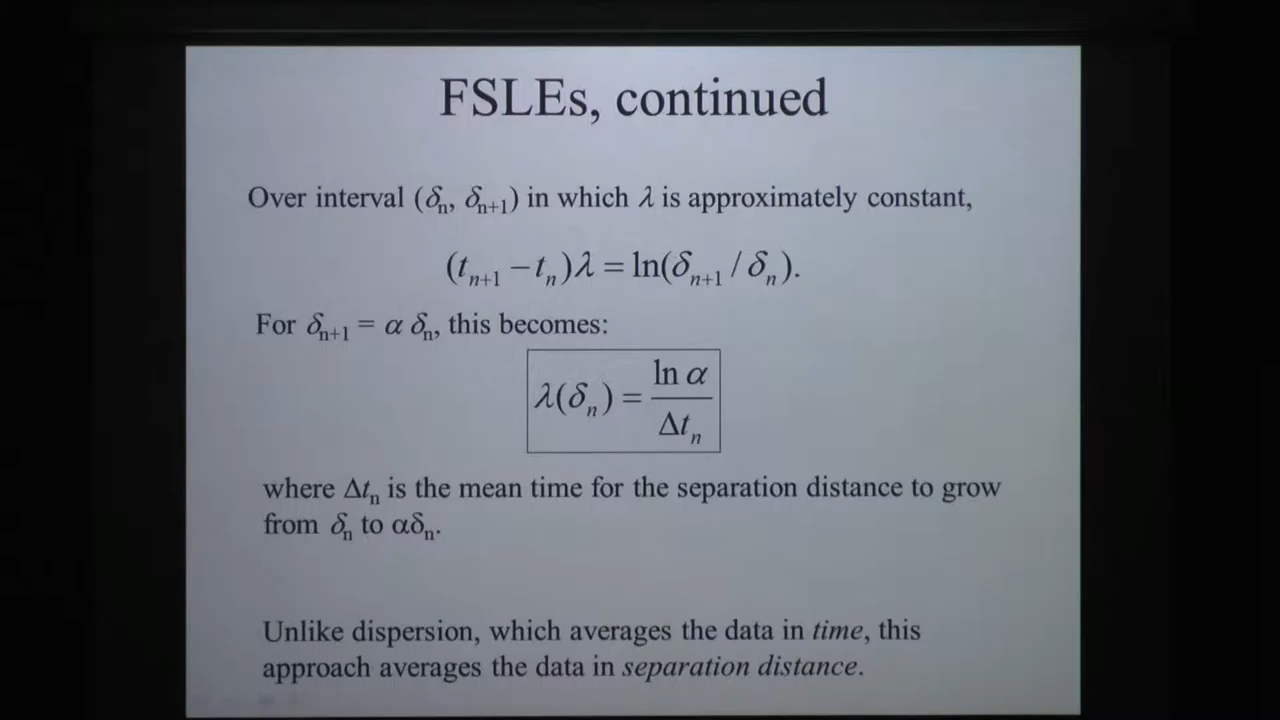 FSLEs, continued
Over interval (δn, δn+1) in which λ is approximately constant,
(tn+1 − tn)λ = ln(δn+1 / δn).
For δn+1 = α δn, this becomes:
λ(δn) = ln α / Δtn
where Δtn is the mean time for the separation distance to grow
from δn to αδn.
Unlike dispersion, which averages the data in time, this
approach averages the data in separation distance.